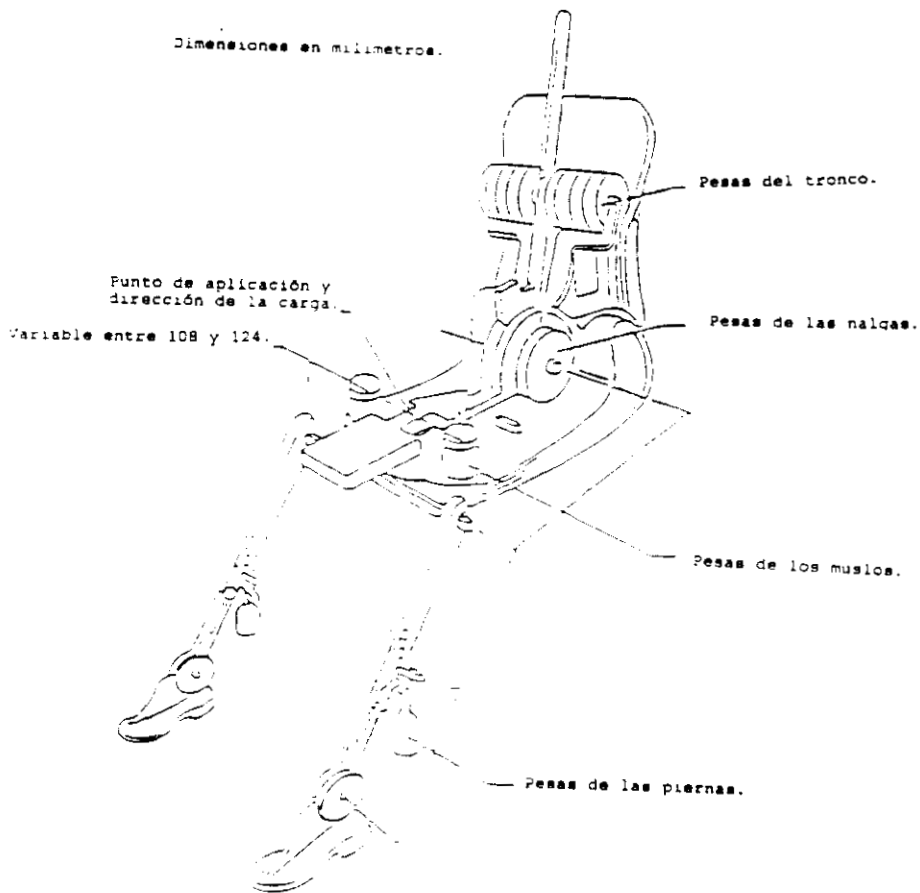 Dimensiones en milimetros.
Pesas del tronco.
Punto de aplicación y
dirección de la carga.
Variable entre 108 y 124.
Pesas de las nalgas.
Pesas de los muslos.
Pesas de las piernas.